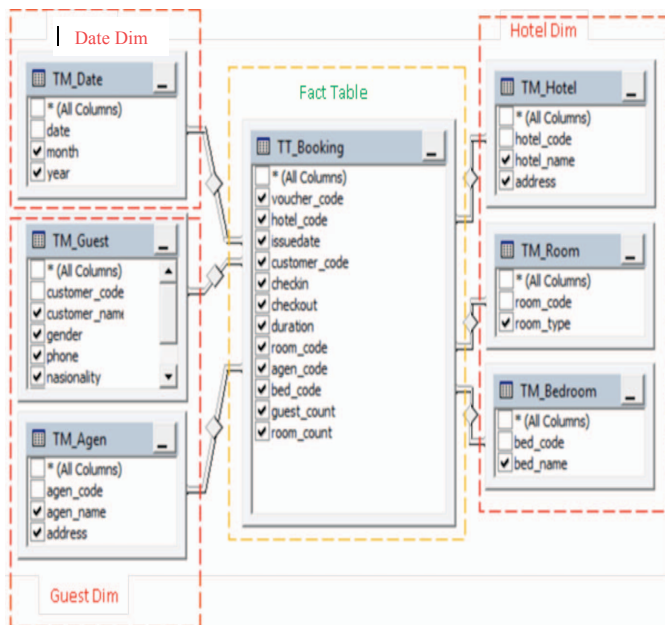 Date Dim
TM_Date
* (All Columns)
date
month
year
TM_Guest
* (All Columns)
customer_code
customer_name
gender
phone
nasionality
TM_Agen
* (All Columns)
agen_code
agen_name
address
Guest Dim
Fact Table
TT_Booking
* (All Columns)
voucher_code
hotel_code
issuedate
customer_code
checkin
checkout
duration
room_code
agen_code
bed_code
guest_count
room_count
Hotel Dim
TM_Hotel
* (All Columns)
hotel_code
hotel_name
address
TM_Room
* (All Columns)
room_code
room_type
TM_Bedroom
* (All Columns)
bed_code
bed_name